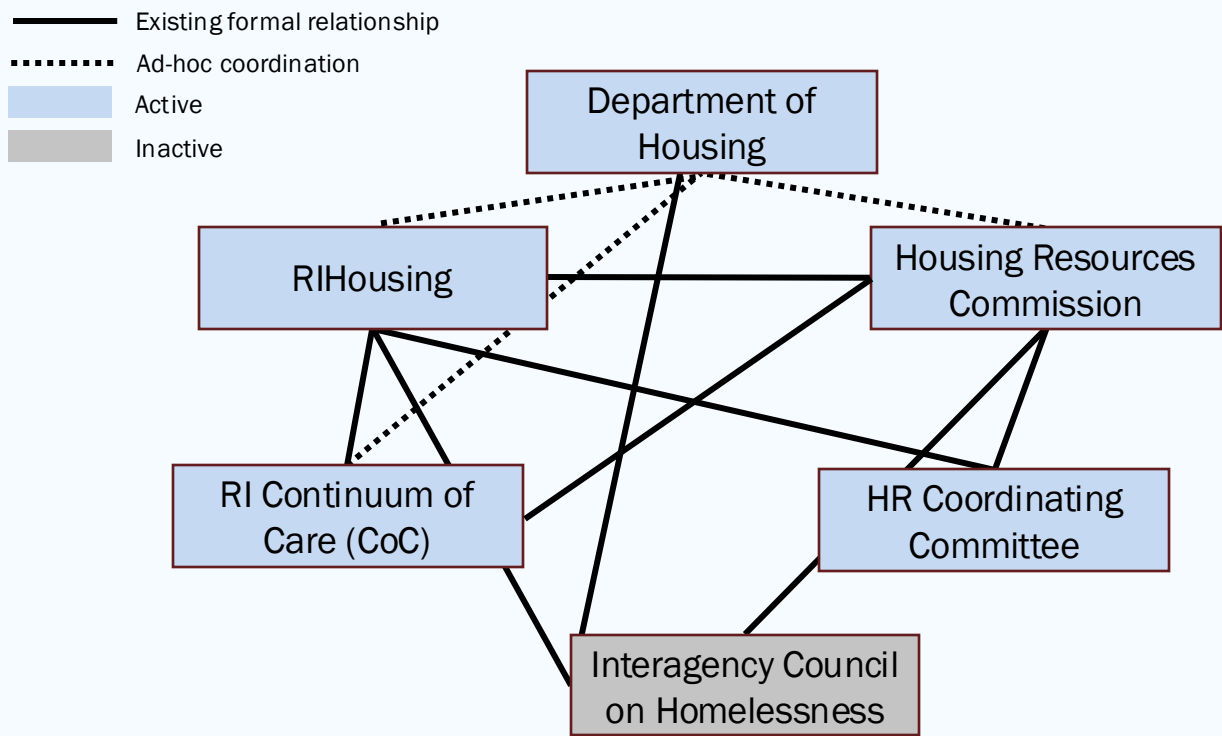 Existing formal relationship
Ad-hoc coordination
Active
Inactive
Department of
Housing
RIHousing
Housing Resources
Commission
RI Continuum of
Care (CoC)
HR Coordinating
Committee
Interagency Council
on Homelessness